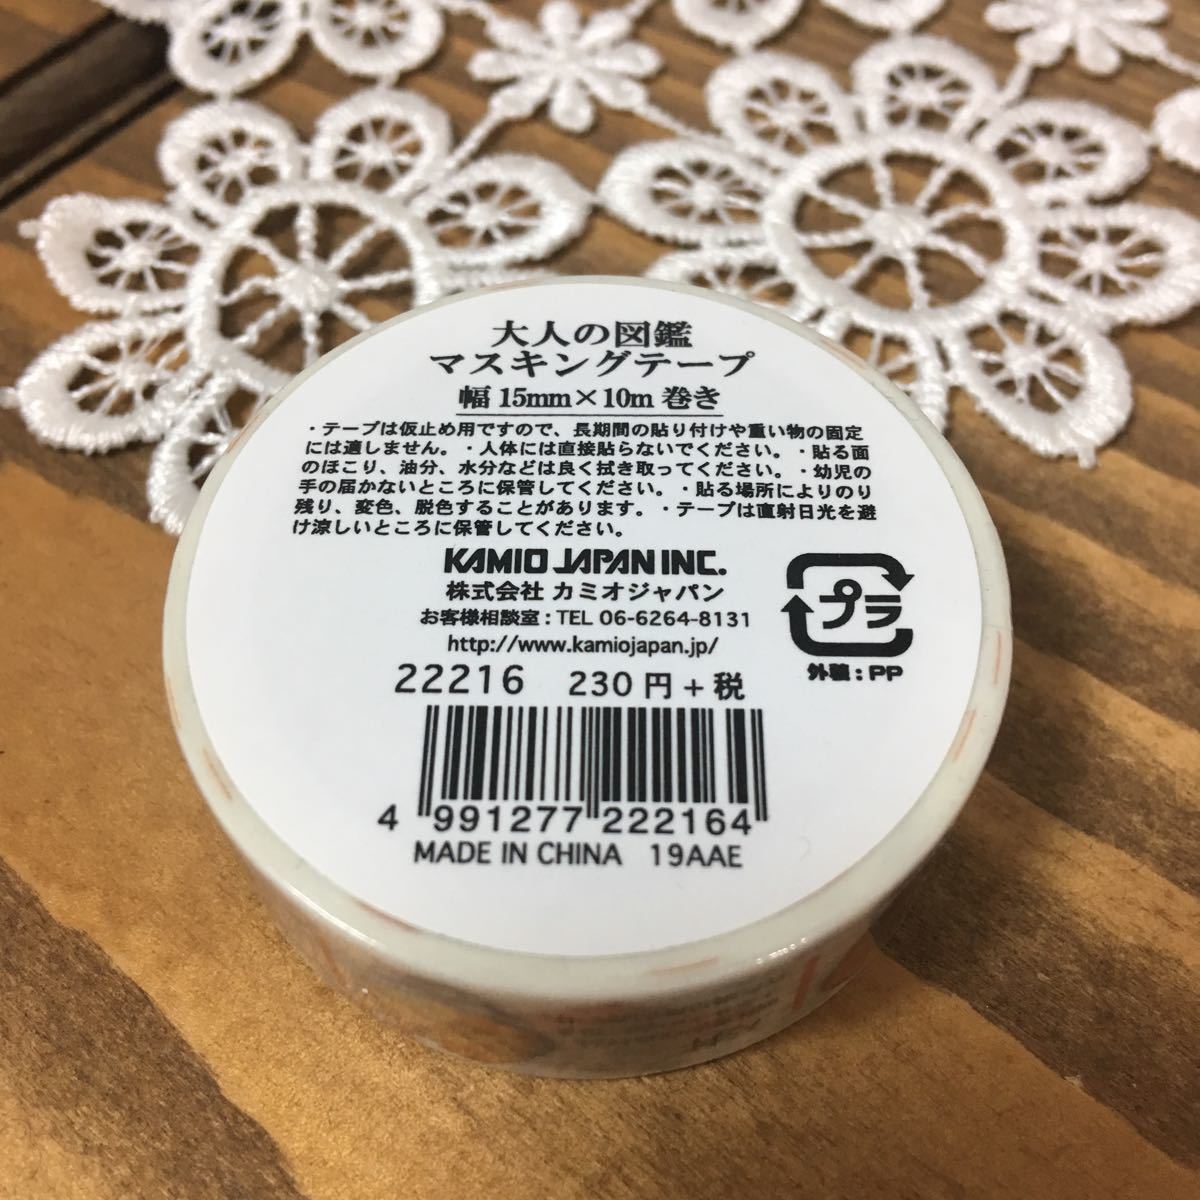 大人の図鑑
マスキングテープ
幅 15mm×10m 巻き
・テープは仮止め用ですので、長期間の貼り付けや重い物の固定
には適しません。・人体には直接貼らないでください。・貼る面
のほこり、油分、水分などは良く拭き取ってください。・幼児の
手の届かないところに保管してください。・貼る場所によりのり
残り、変色、脱色することがあります。・テープは直射日光を避
け涼しいところに保管してください。
KAMIO JAPAN INC.
株式会社 カミオジャパン
お客様相談室：TEL 06-6264-8131
http://www.kamiojapan.jp/
プラ
外種：PP
22216 230円+税
4 991277 222164
MADE IN CHINA 19AAE